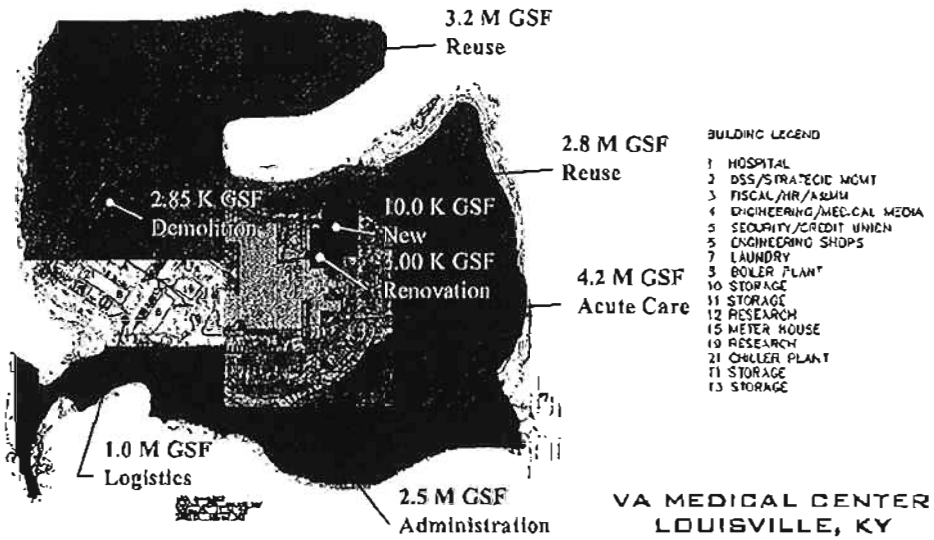 3.2 M GSF
Reuse
2.8 M GSF
Reuse
2.85 K GSF
Demolition
10.0 K GSF
New
3.00 K GSF
Renovation
4.2 M GSF
Acute Care
1.0 M GSF
Logistics
2.5 M GSF
Administration
BUILDING LEGEND
1 HOSPITAL
2 DSS/STRATEGIC MGMT
3 FISCAL/HR/A&MM
4 ENGINEERING/MEDICAL MEDIA
5 SECURITY/CREDIT UNION
5 ENGINEERING SHOPS
7 LAUNDRY
BOILER PLANT
10 STORAGE
11 STORAGE
12 RESEARCH
15 METER HOUSE
19 RESEARCH
21 CHILLER PLANT
T1 STORAGE
T3 STORAGE
VA MEDICAL CENTER
LOUISVILLE, KY